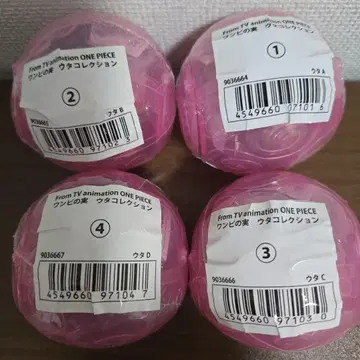 From TV animation ONE PIECE
ワンピの実 ウタコレクション
②
9036665
ウタ B
4549660 97102
From TV animation ONE PIECE
ワンピの実 ウタコレクション
①
9036664
ウタ A
4549660 97101 6
From TV animation ONE PIECE
ワンピの実 ウタコレクション
④
9036667
ウタ D
4549660 97104 7
From TV animation ONE PIECE
ワンピの実 ウタコレクション
③
9036666
ウタ C
4549660 97103 0